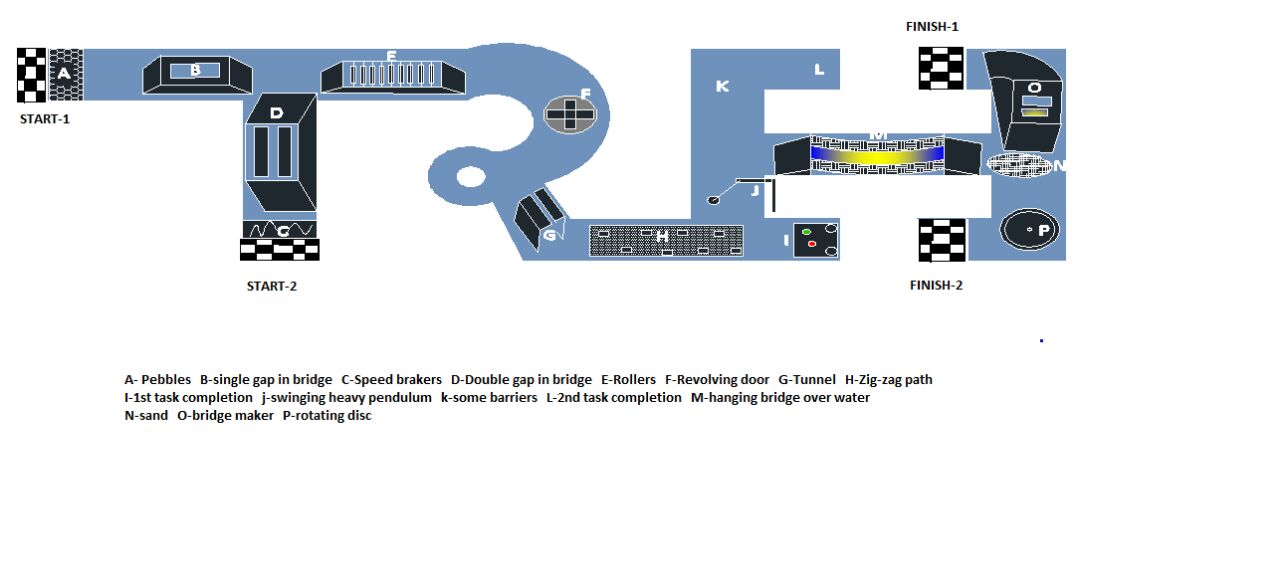 FINISH-1
E
L
B
A
K
O
F
D
START-1
M
N
J
C
G
H
I
P
START-2
FINISH-2
A- Pebbles B-single gap in bridge C-Speed brakers D-Double gap in bridge E-Rollers F-Revolving door G-Tunnel H-Zig-zag path
I-1st task completion j-swinging heavy pendulum k-some barriers L-2nd task completion M-hanging bridge over water
N-sand O-bridge maker P-rotating disc